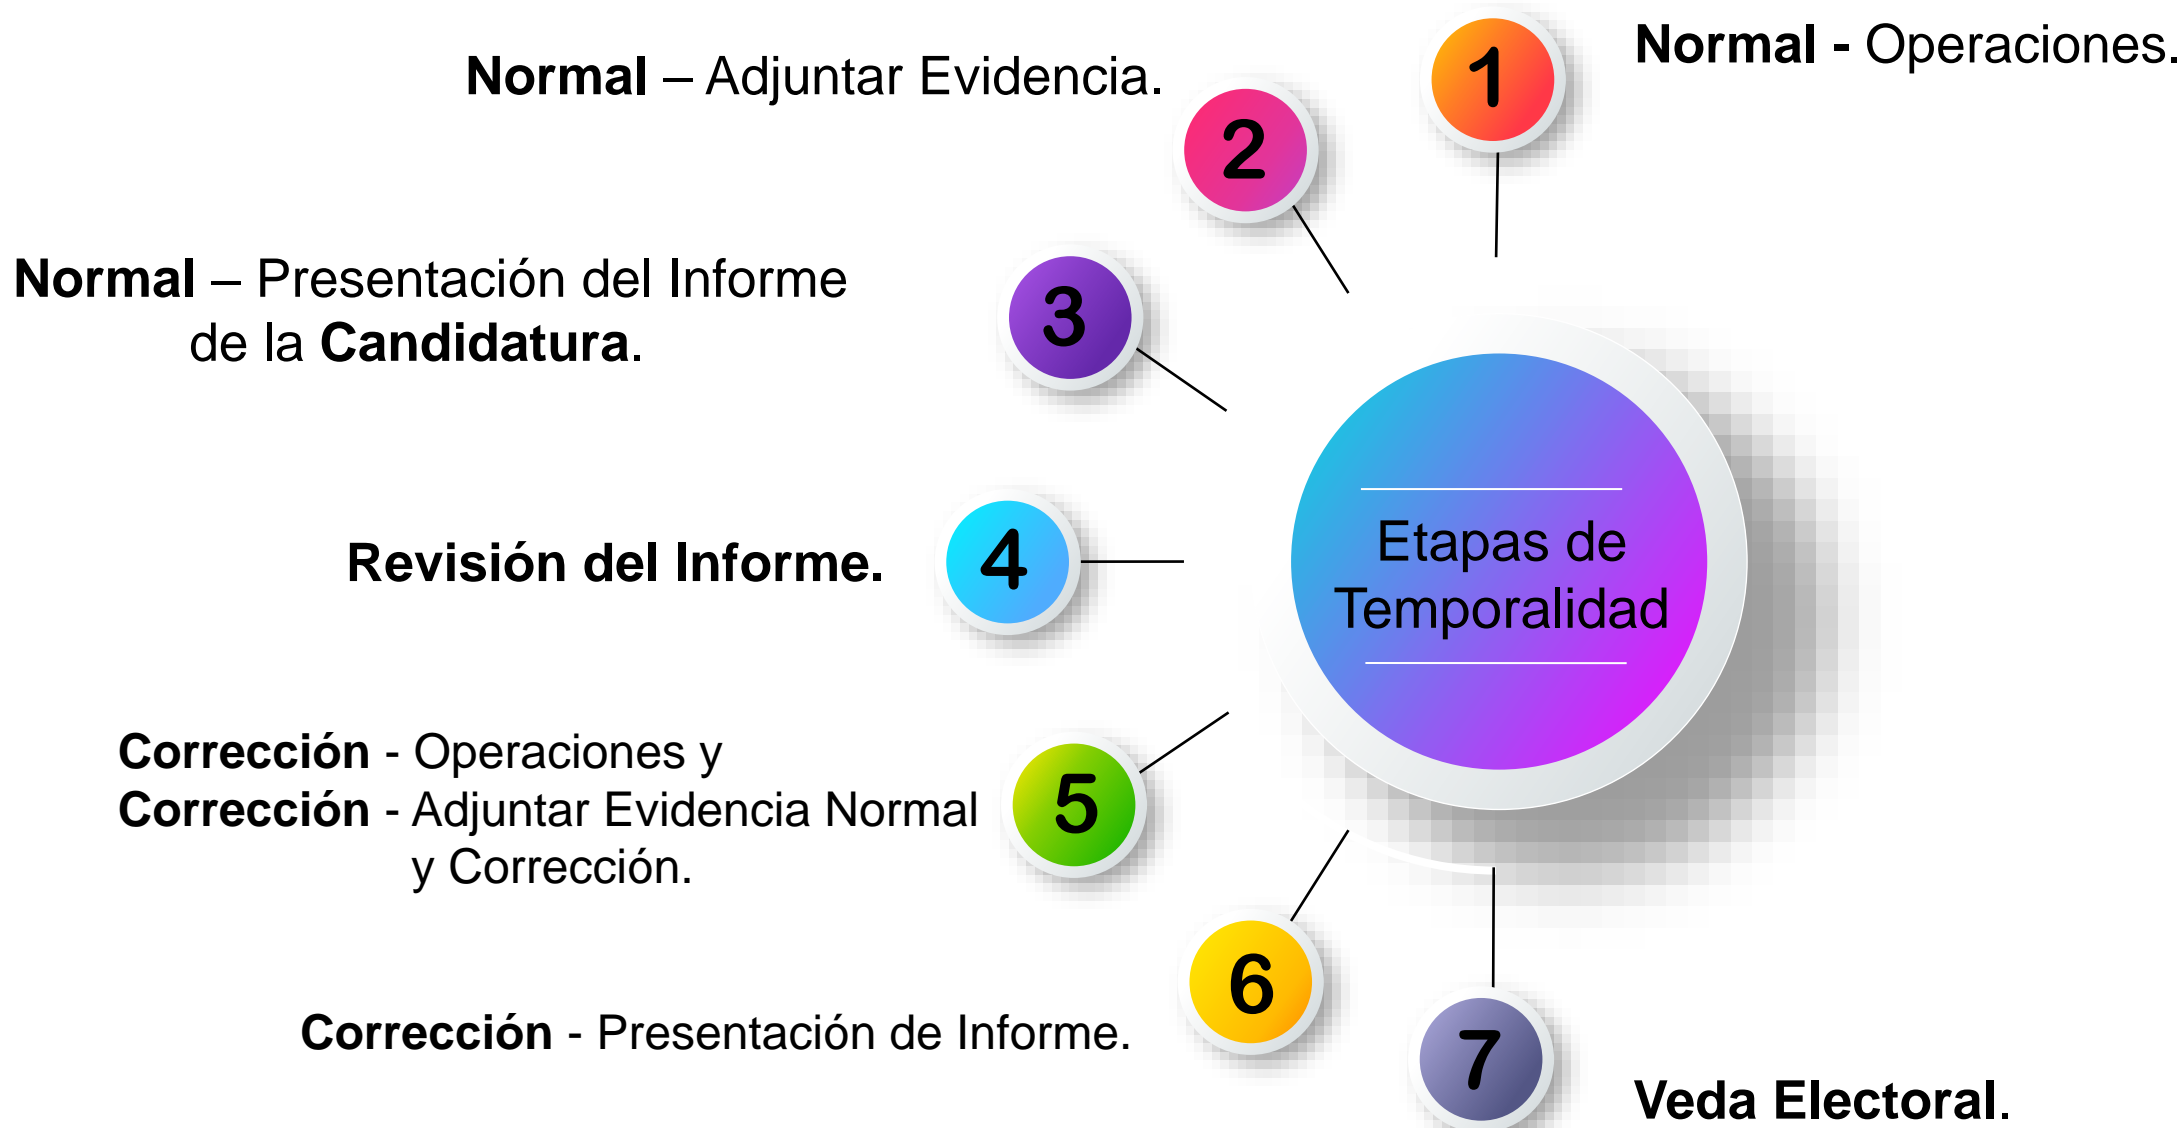 1
Normal - Operaciones.
Normal – Adjuntar Evidencia.
2
Normal – Presentación del Informe
de la Candidatura.
3
Revisión del Informe.
4
Etapas de
Temporalidad
Corrección - Operaciones y
Corrección - Adjuntar Evidencia Normal
y Corrección.
5
Corrección - Presentación de Informe.
6
7
Veda Electoral.